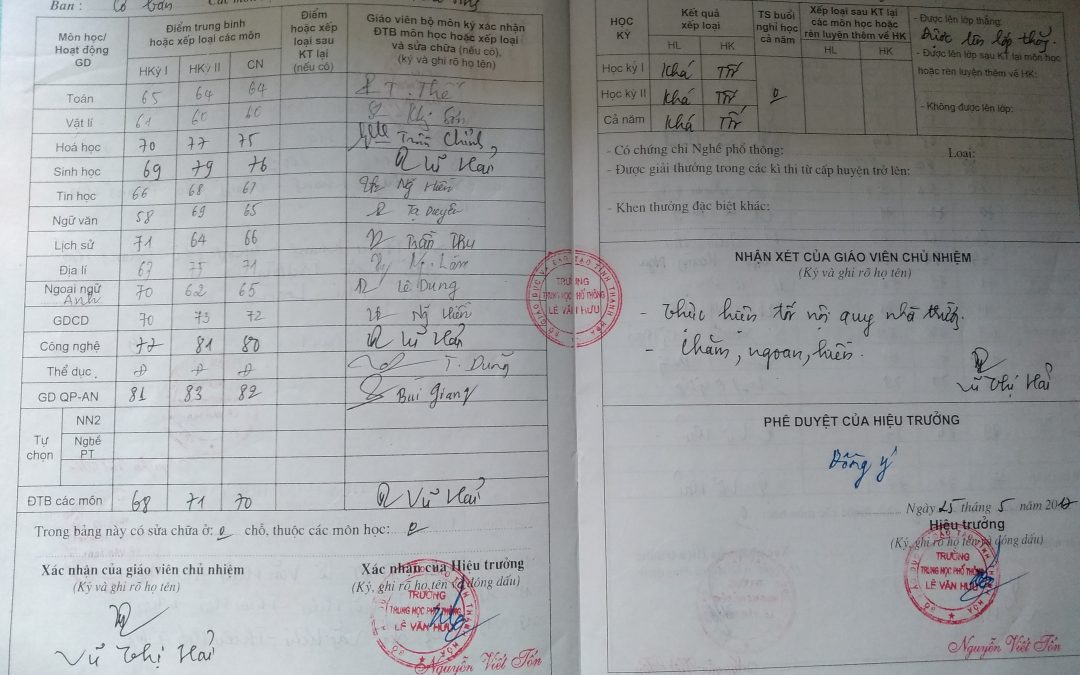 Ban : Cơ bản
Môn học/ Hoạt động GD
Điểm trung bình hoặc xếp loại các môn
HKỳ I HKỳ II CN
Điểm hoặc xếp loại sau KT lại (nếu có)
Giáo viên bộ môn ký xác nhận ĐTB môn học hoặc xếp loại và sửa chữa (nếu có), (ký và ghi rõ họ tên)
Toán 65 64 64 T. Thế
Vật lí 61 60 60
Hoá học 70 77 75 Trần Chinh
Sinh học 69 79 76 Vũ Hải
Tin học 66 68 67 Ng Hiền
Ngữ văn 58 69 65 Tạ Duyên
Lịch sử 71 64 66 Trần Thu
Địa lí 67 75 71
Ngoại ngữ Anh 70 62 65 Lê Dung
GDCD 70 73 72 Ng Hiền
Công nghệ 77 81 80 Vũ Hải
Thể dục Đ Đ Đ T. Dũng
GD QP-AN 81 83 82 Bùi Giang
Tự chọn
NN2
Nghề PT
ĐTB các môn 68 71 70 Vũ Hải
Trong bảng này có sửa chữa ở: 0 chỗ, thuộc các môn học: 0
Xác nhận của giáo viên chủ nhiệm
(Ký và ghi rõ họ tên)
Vũ Thị Hải
Xác nhận của Hiệu trưởng
(Ký, ghi rõ họ tên và đóng dấu)
TRƯỜNG
TRUNG HỌC PHỔ THÔNG
LÊ VĂN HƯU
Nguyễn Viết Tốn
SỞ GIÁO DỤC VÀ ĐÀO TẠO TỈNH THANH HÓA
TRƯỜNG
TRUNG HỌC PHỔ THÔNG
LÊ VĂN HƯU
HỌC KỲ
Kết quả xếp loại
HL HK
TS buổi nghỉ học cả năm
Xếp loại sau KT lại các môn học hoặc rèn luyện thêm về HK
HL HK
- Được lên lớp thẳng:
Được lên lớp thẳng.
- Được lên lớp sau KT lại môn học hoặc rèn luyện thêm về HK:
- Không được lên lớp:
Học kỳ I Khá Tốt
Học kỳ II Khá Tốt 0
Cả năm Khá Tốt
- Có chứng chỉ Nghề phổ thông: Loại:
- Được giải thưởng trong các kì thi từ cấp huyện trở lên:
- Khen thưởng đặc biệt khác:
NHẬN XÉT CỦA GIÁO VIÊN CHỦ NHIỆM
(Ký và ghi rõ họ tên)
- Thực hiện tốt nội quy nhà trường.
- Chăm, ngoan, hiền.
Vũ Thị Hải
PHÊ DUYỆT CỦA HIỆU TRƯỞNG
Đồng ý
Ngày 25 tháng 5 năm
Hiệu trưởng
(Ký, ghi rõ họ tên và đóng dấu)
TRƯỜNG
TRUNG HỌC PHỔ THÔNG
LÊ VĂN HƯU
Nguyễn Viết Tốn